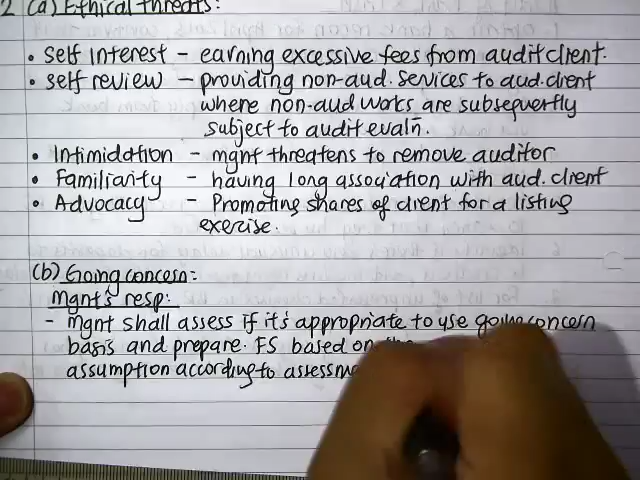 2 (a) Ethical threats:
• Self interest – earning excessive fees from audit client.
• self review – providing non-aud. services to aud. client
where non-aud works are subsequently
subject to audit evaln.
• Intimidation – mgnt threatens to remove auditor
• Familiarity – having long association with aud. client
• Advocacy – Promoting shares of client for a listing
exercise.
(b) Going concern:
Mgnt's resp:
- mgnt shall assess if it's appropriate to use going concern
basis and prepare. FS based on the
assumption according to